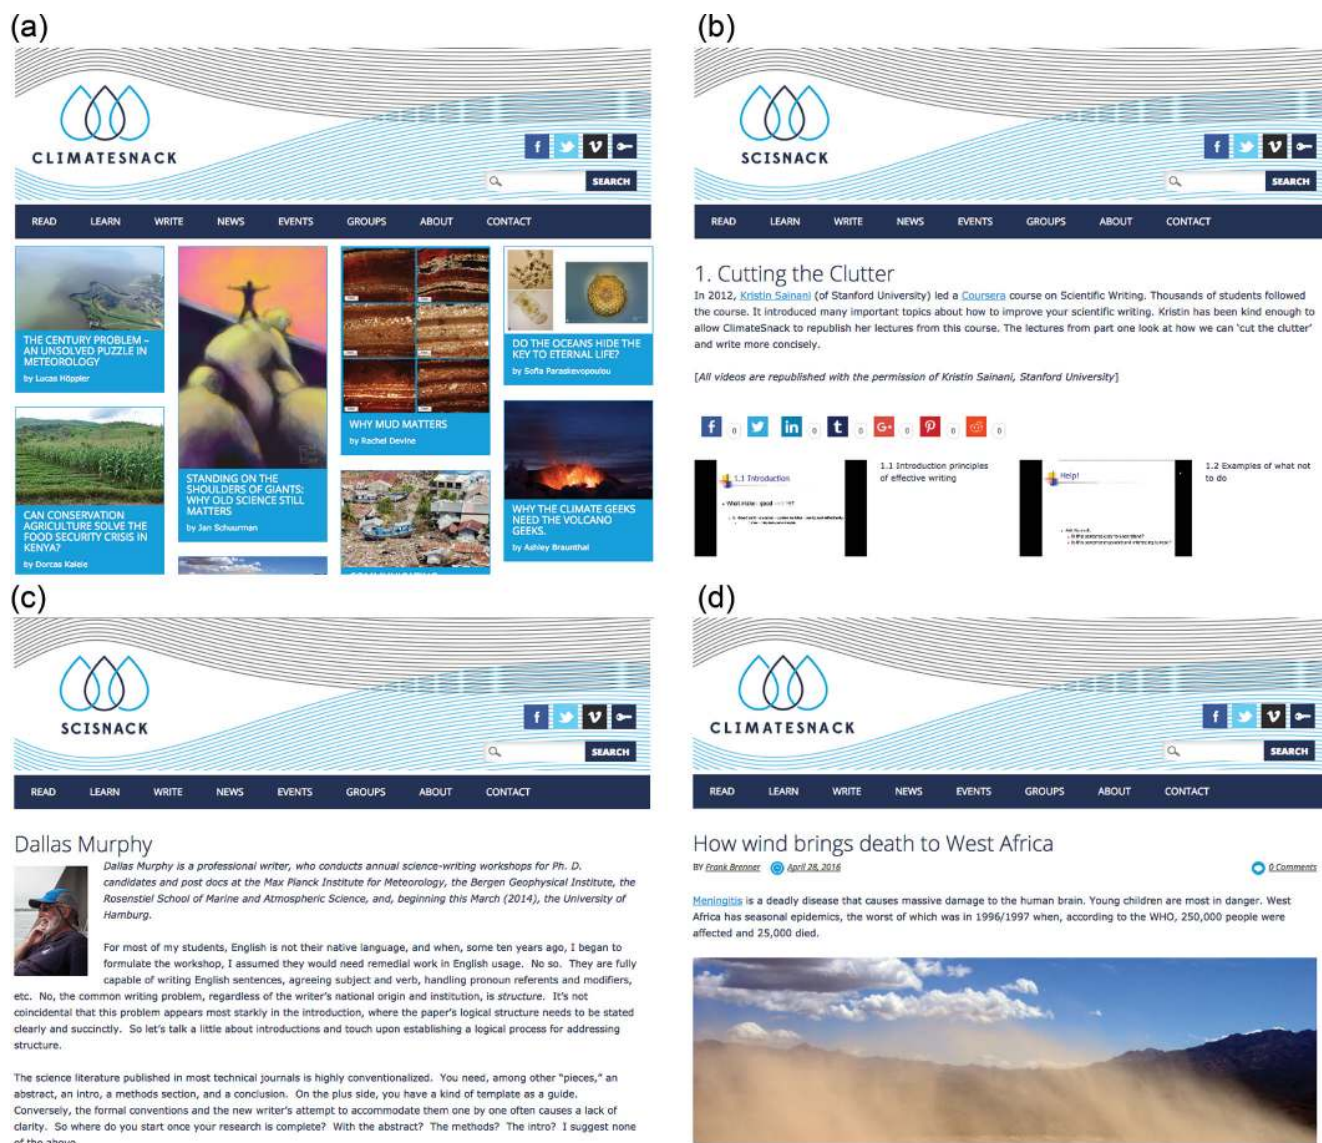 (a)
CLIMATESNACK
SEARCH
READ LEARN WRITE NEWS EVENTS GROUPS ABOUT CONTACT
THE CENTURY PROBLEM –
AN UNSOLVED PUZZLE IN
METEOROLOGY
by Lucas Höppler
CAN CONSERVATION
AGRICULTURE SOLVE THE
FOOD SECURITY CRISIS IN
KENYA?
by Dorcas Kalele
STANDING ON THE
SHOULDERS OF GIANTS:
WHY OLD SCIENCE STILL
MATTERS
by Jan Schuurman
WHY MUD MATTERS
by Rachel Devine
DO THE OCEANS HIDE THE
KEY TO ETERNAL LIFE?
by Sofia Paraskevopoulou
WHY THE CLIMATE GEEKS
NEED THE VOLCANO
GEEKS.
by Ashley Braunthal
(b)
SCISNACK
SEARCH
READ LEARN WRITE NEWS EVENTS GROUPS ABOUT CONTACT
1. Cutting the Clutter
In 2012, Kristin Sainani (of Stanford University) led a Coursera course on Scientific Writing. Thousands of students followed
the course. It introduced many important topics about how to improve your scientific writing. Kristin has been kind enough to
allow ClimateSnack to republish her lectures from this course. The lectures from part one look at how we can ‘cut the clutter’
and write more concisely.
[All videos are republished with the permission of Kristin Sainani, Stanford University]
f 0 in 0 t 0 G+ 0 0 0
1.1 Introduction
1.1 Introduction principles
of effective writing
Help!
1.2 Examples of what not
to do
(c)
SCISNACK
SEARCH
READ LEARN WRITE NEWS EVENTS GROUPS ABOUT CONTACT
Dallas Murphy
Dallas Murphy is a professional writer, who conducts annual science-writing workshops for Ph. D.
candidates and post docs at the Max Planck Institute for Meteorology, the Bergen Geophysical Institute, the
Rosenstiel School of Marine and Atmospheric Science, and, beginning this March (2014), the University of
Hamburg.
For most of my students, English is not their native language, and when, some ten years ago, I began to
formulate the workshop, I assumed they would need remedial work in English usage. No so. They are fully
capable of writing English sentences, agreeing subject and verb, handling pronoun referents and modifiers,
etc. No, the common writing problem, regardless of the writer's national origin and institution, is structure. It's not
coincidental that this problem appears most starkly in the introduction, where the paper's logical structure needs to be stated
clearly and succinctly. So let's talk a little about introductions and touch upon establishing a logical process for addressing
structure.
The science literature published in most technical journals is highly conventionalized. You need, among other “pieces,” an
abstract, an intro, a methods section, and a conclusion. On the plus side, you have a kind of template as a guide.
Conversely, the formal conventions and the new writer's attempt to accommodate them one by one often causes a lack of
clarity. So where do you start once your research is complete? With the abstract? The methods? The intro? I suggest none
of the above.
(d)
CLIMATESNACK
SEARCH
READ LEARN WRITE NEWS EVENTS GROUPS ABOUT CONTACT
How wind brings death to West Africa
BY Frank Brenner April 28, 2016 0 Comments
Meningitis is a deadly disease that causes massive damage to the human brain. Young children are most in danger. West
Africa has seasonal epidemics, the worst of which was in 1996/1997 when, according to the WHO, 250,000 people were
affected and 25,000 died.